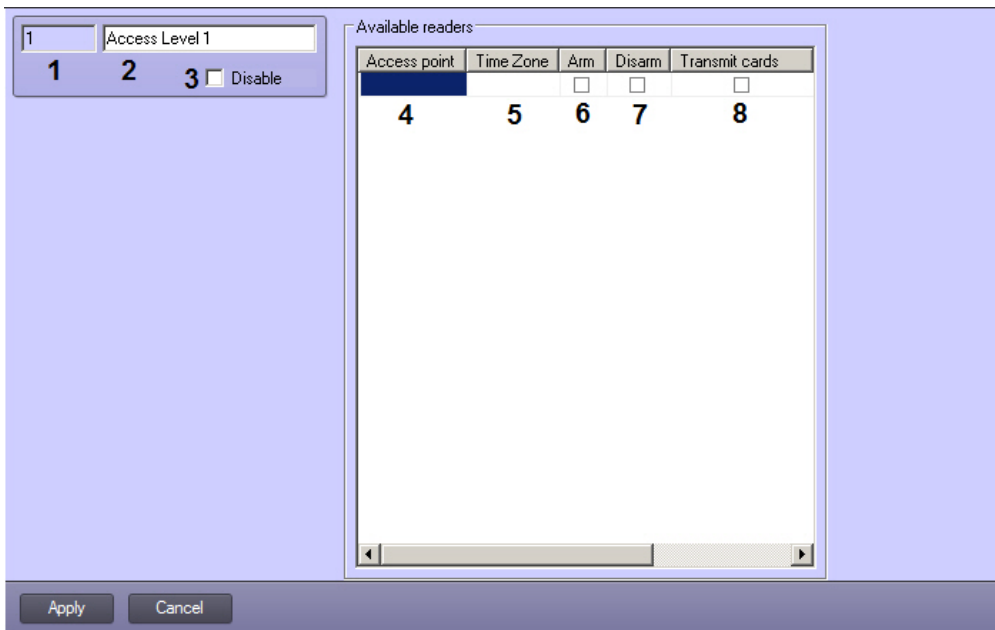 1 Access Level 1
1 2 3 Disable
Available readers
Access point Time Zone Arm Disarm Transmit cards
4 5 6 7 8
Apply Cancel